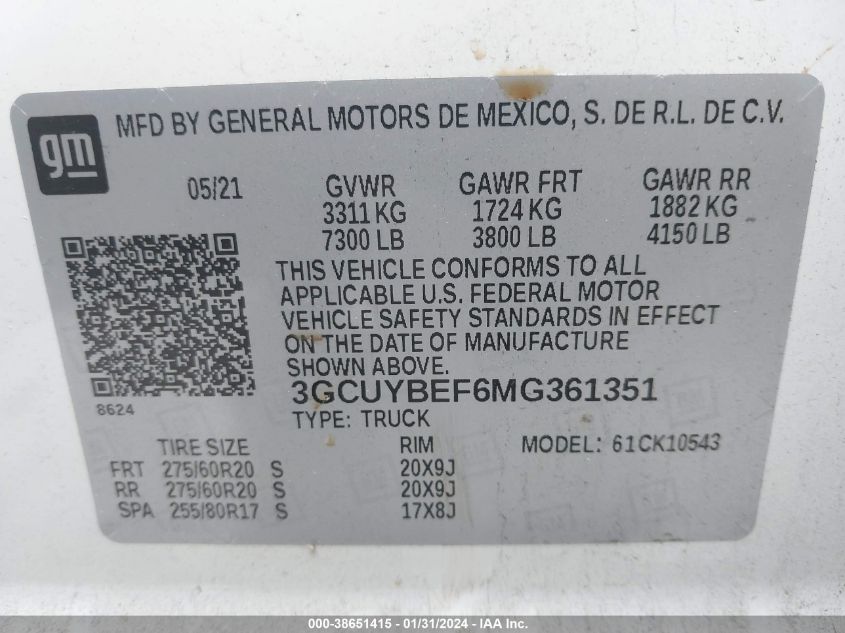 gm
MFD BY GENERAL MOTORS DE MEXICO, S. DE R.L. DE C.V.
05/21 GVWR GAWR FRT GAWR RR
3311 KG 1724 KG 1882 KG
7300 LB 3800 LB 4150 LB
THIS VEHICLE CONFORMS TO ALL
APPLICABLE U.S. FEDERAL MOTOR
VEHICLE SAFETY STANDARDS IN EFFECT
ON THE DATE OF MANUFACTURE
SHOWN ABOVE.
3GCUYBEF6MG361351
8624
TYPE: TRUCK
TIRE SIZE RIM MODEL: 61CK10543
FRT 275/60R20 S 20X9J
RR 275/60R20 S 20X9J
SPA 255/80R17 S 17X8J
000-38651415 - 01/31/2024 - IAA Inc.